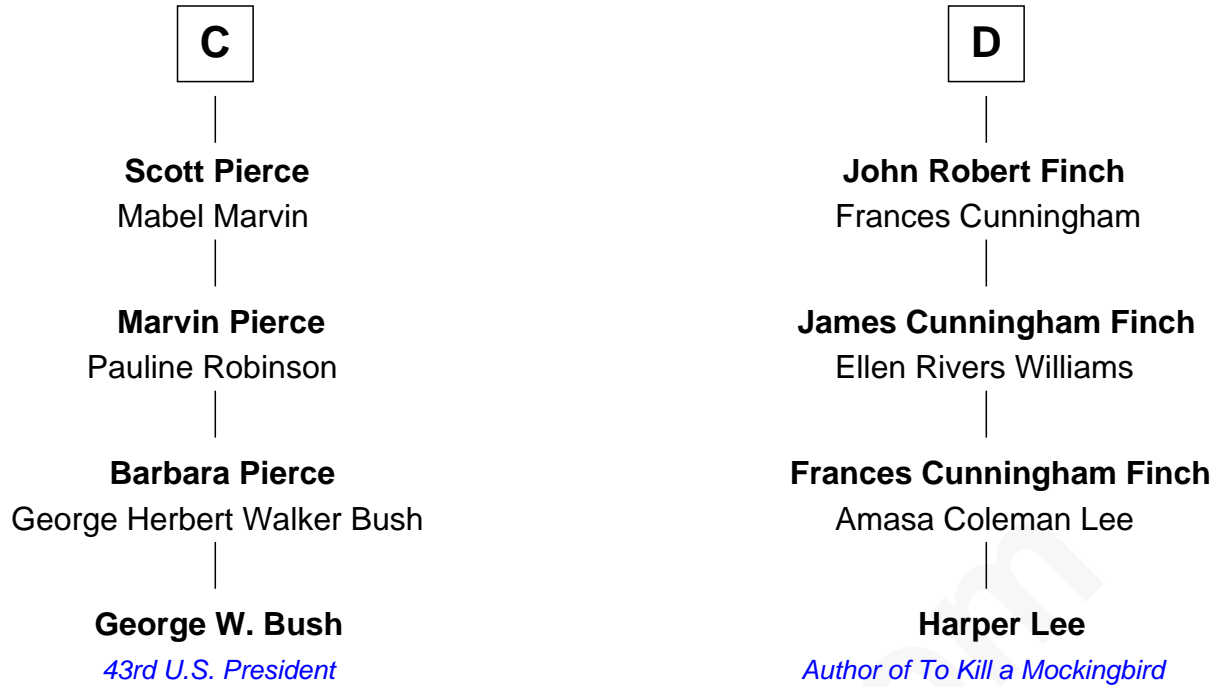 C
Scott Pierce
Mabel Marvin
Marvin Pierce
Pauline Robinson
Barbara Pierce
George Herbert Walker Bush
George W. Bush
43rd U.S. President
D
John Robert Finch
Frances Cunningham
James Cunningham Finch
Ellen Rivers Williams
Frances Cunningham Finch
Amasa Coleman Lee
Harper Lee
Author of To Kill a Mockingbird